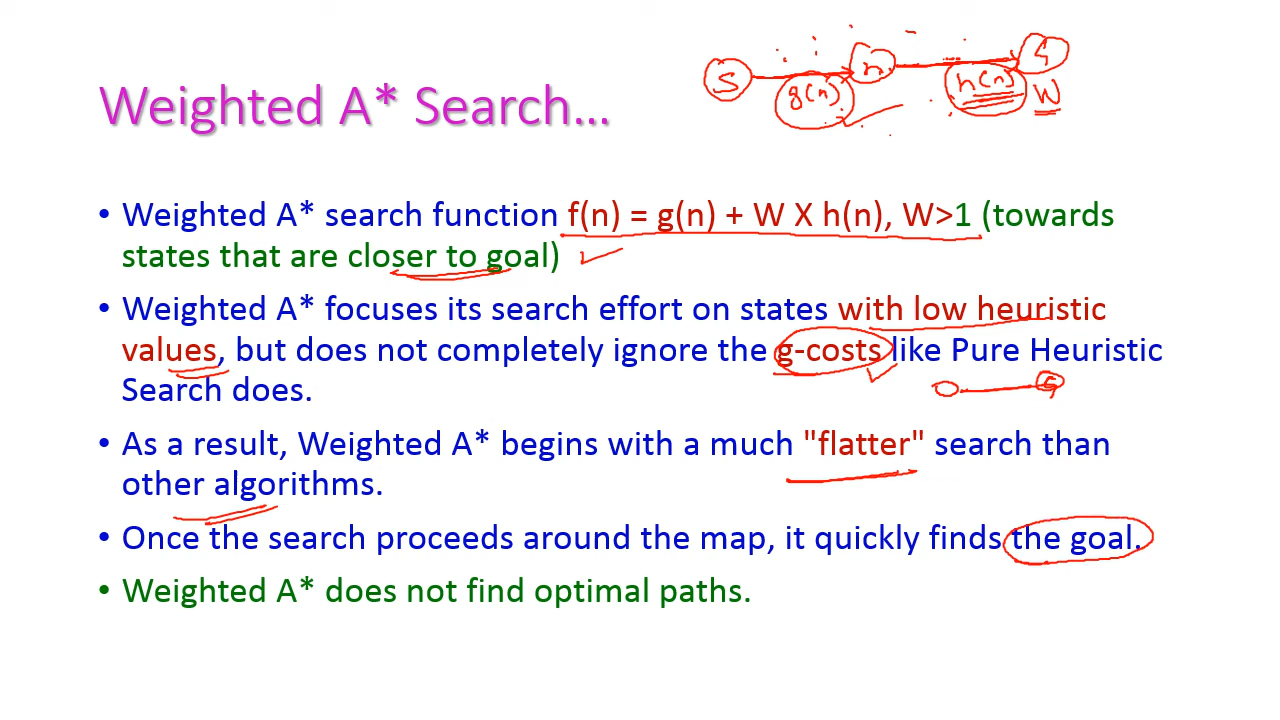 S n G
g(n) h(n) W
Weighted A* Search...
• Weighted A* search function f(n) = g(n) + W X h(n), W>1 (towards
states that are closer to goal)
• Weighted A* focuses its search effort on states with low heuristic
values, but does not completely ignore the g-costs like Pure Heuristic
Search does.
G
• As a result, Weighted A* begins with a much "flatter" search than
other algorithms.
• Once the search proceeds around the map, it quickly finds the goal.
• Weighted A* does not find optimal paths.